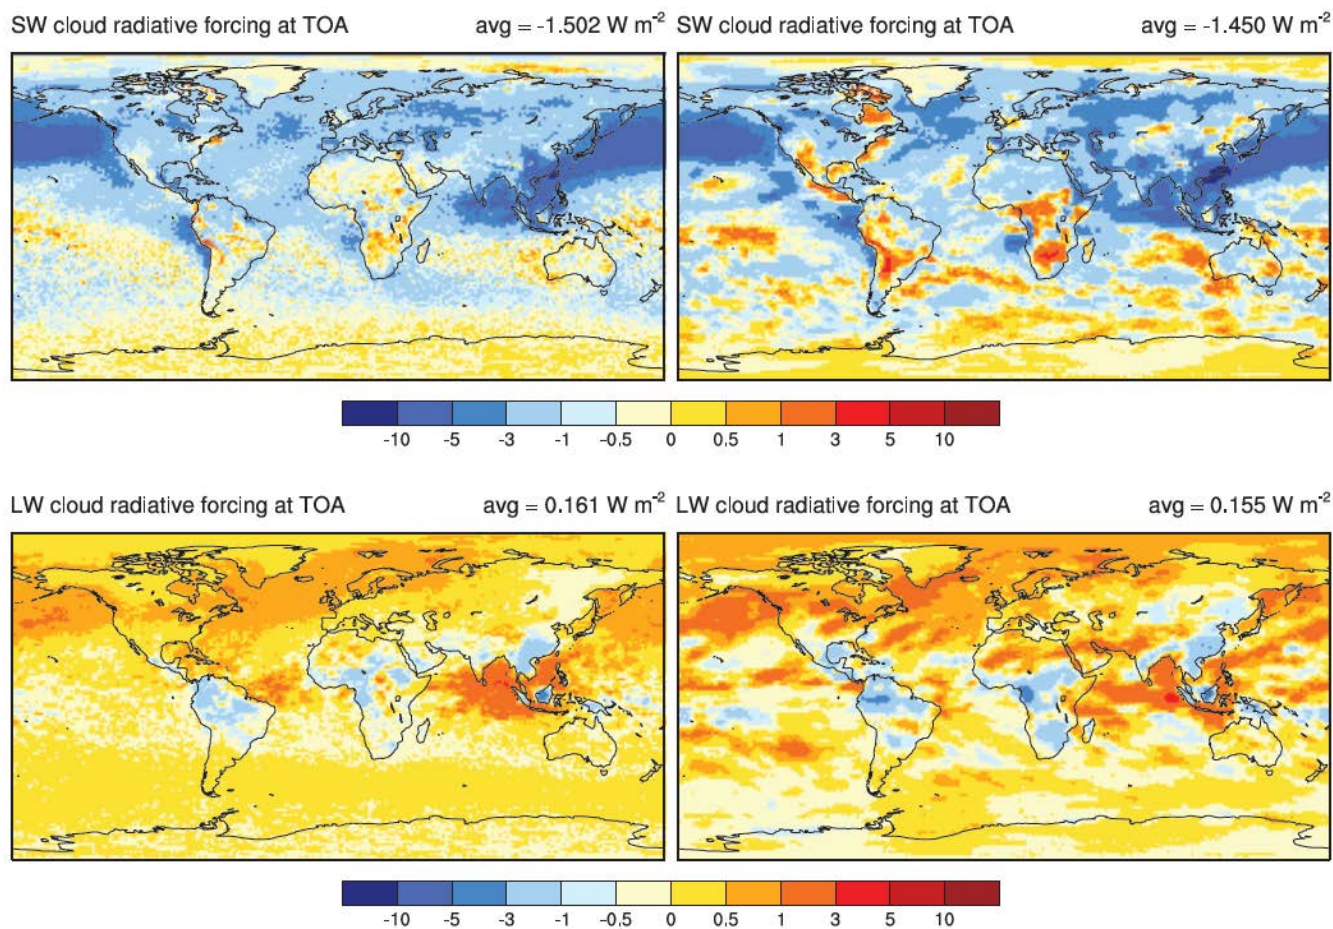 SW cloud radiative forcing at TOA avg = -1.502 W m⁻²
SW cloud radiative forcing at TOA avg = -1.450 W m⁻²
-10 -5 -3 -1 -0.5 0 0.5 1 3 5 10
LW cloud radiative forcing at TOA avg = 0.161 W m⁻²
LW cloud radiative forcing at TOA avg = 0.155 W m⁻²
-10 -5 -3 -1 -0.5 0 0.5 1 3 5 10